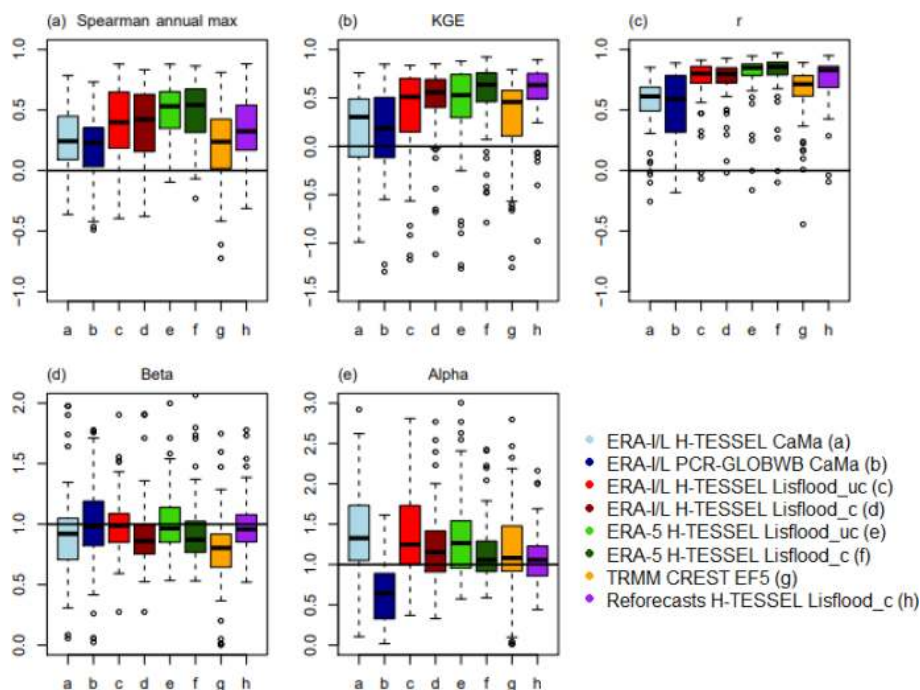 (a) Spearman annual max
(b) KGE
(c) r
1.0
0.5
0.0
−0.5
−1.0
a b c d e f g h
1.0
0.5
0.0
−0.5
−1.0
−1.5
a b c d e f g h
1.0
0.5
0.0
−0.5
−1.0
a b c d e f g h
(d) Beta
(e) Alpha
2.0
1.5
1.0
0.5
0.0
a b c d e f g h
3.0
2.5
2.0
1.5
1.0
0.5
0.0
a b c d e f g h
ERA-I/L H-TESSEL CaMa (a)
ERA-I/L PCR-GLOBWB CaMa (b)
ERA-I/L H-TESSEL Lisflood_uc (c)
ERA-I/L H-TESSEL Lisflood_c (d)
ERA-5 H-TESSEL Lisflood_uc (e)
ERA-5 H-TESSEL Lisflood_c (f)
TRMM CREST EF5 (g)
Reforecasts H-TESSEL Lisflood_c (h)